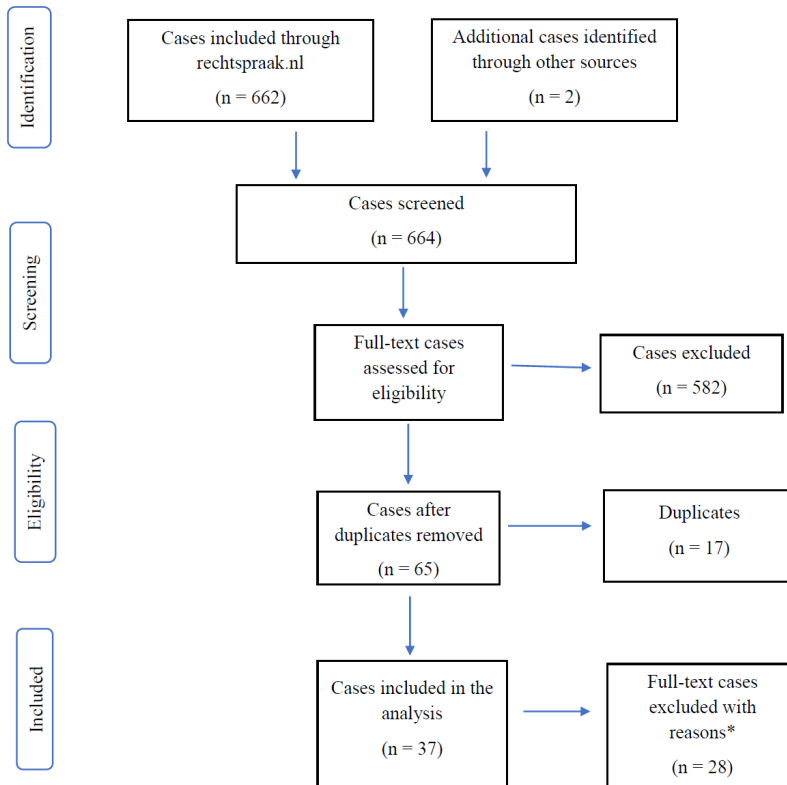 Identification
Cases included through
rechtspraak.nl
(n = 662)
Additional cases identified
through other sources
(n = 2)
Cases screened
(n = 664)
Screening
Full-text cases
assessed for
eligibility
Cases excluded
(n = 582)
Eligibility
Cases after
duplicates removed
(n = 65)
Duplicates
(n = 17)
Included
Cases included in the
analysis
(n = 37)
Full-text cases
excluded with
reasons*
(n = 28)